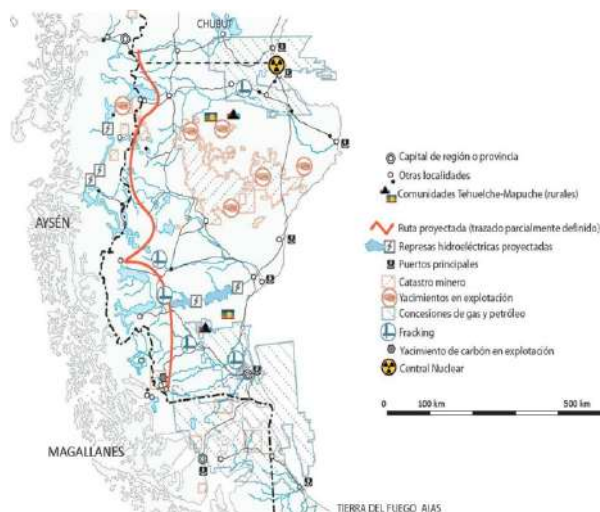 CHUBUT
AYSÉN
MAGALLANES
TIERRA DEL FUEGO AIAS
Capital de región o provincia
Otras localidades
Comunidades Tehuelche-Mapuche (rurales)
Ruta proyectada (trazado parcialmente definido)
Represas hidroeléctricas proyectadas
Puertos principales
Catastro minero
Yacimientos en explotación
Concesiones de gas y petróleo
Fracking
Yacimiento de carbón en explotación
Central Nuclear
0 100 km 500 km